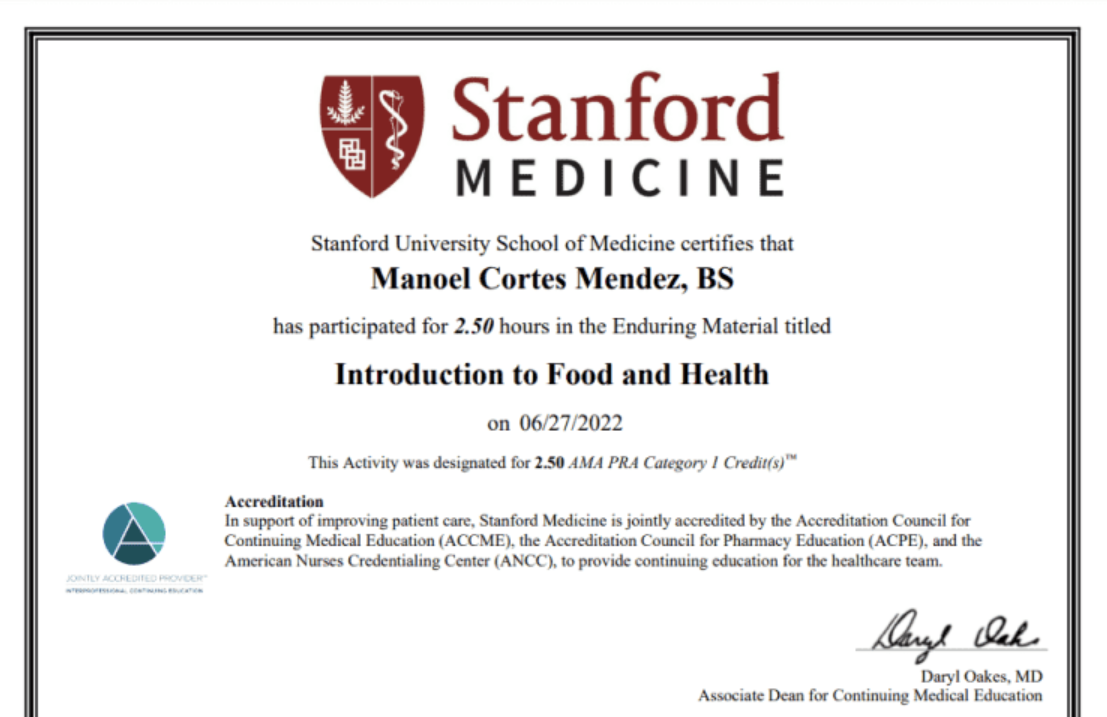 Stanford
MEDICINE
Stanford University School of Medicine certifies that
Manoel Cortes Mendez, BS
has participated for 2.50 hours in the Enduring Material titled
Introduction to Food and Health
on 06/27/2022
This Activity was designated for 2.50 AMA PRA Category 1 Credit(s)™
Accreditation
In support of improving patient care, Stanford Medicine is jointly accredited by the Accreditation Council for
Continuing Medical Education (ACCME), the Accreditation Council for Pharmacy Education (ACPE), and the
American Nurses Credentialing Center (ANCC), to provide continuing education for the healthcare team.
JOINTLY ACCREDITED PROVIDER™
INTERPROFESSIONAL CONTINUING EDUCATION
Daryl Oakes
Daryl Oakes, MD
Associate Dean for Continuing Medical Education